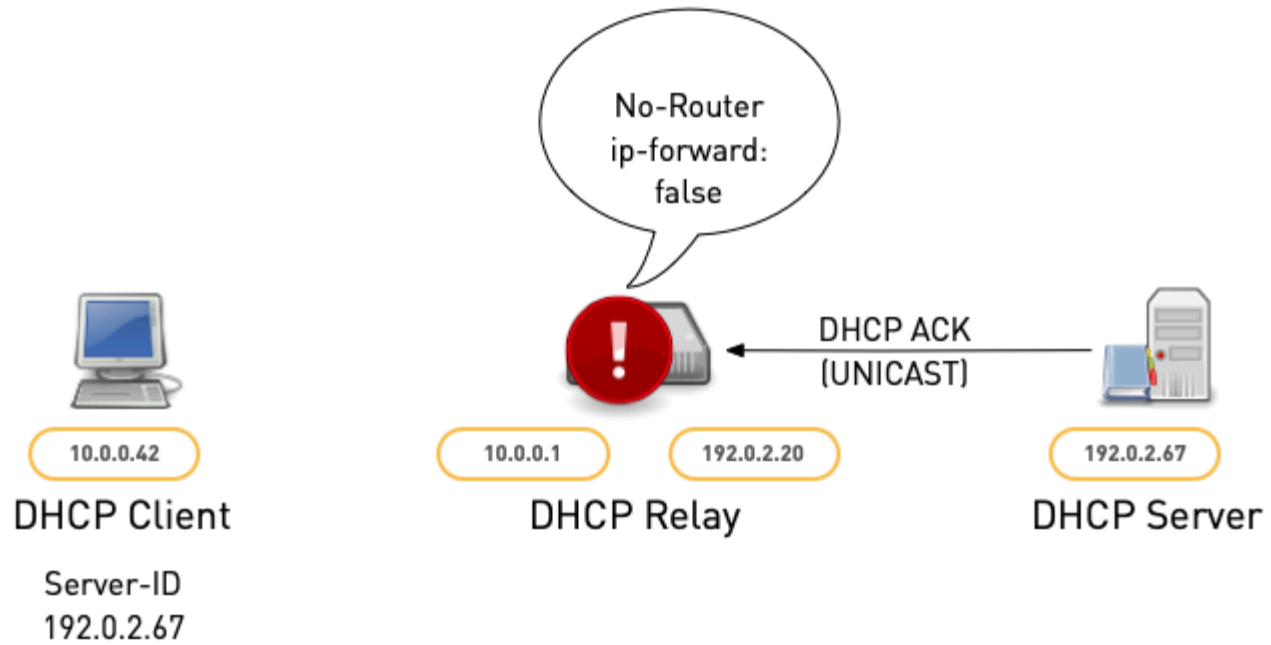 No-Router
ip-forward:
false
DHCP ACK
(UNICAST)
10.0.0.42
10.0.0.1
192.0.2.20
192.0.2.67
DHCP Client
DHCP Relay
DHCP Server
Server-ID
192.0.2.67